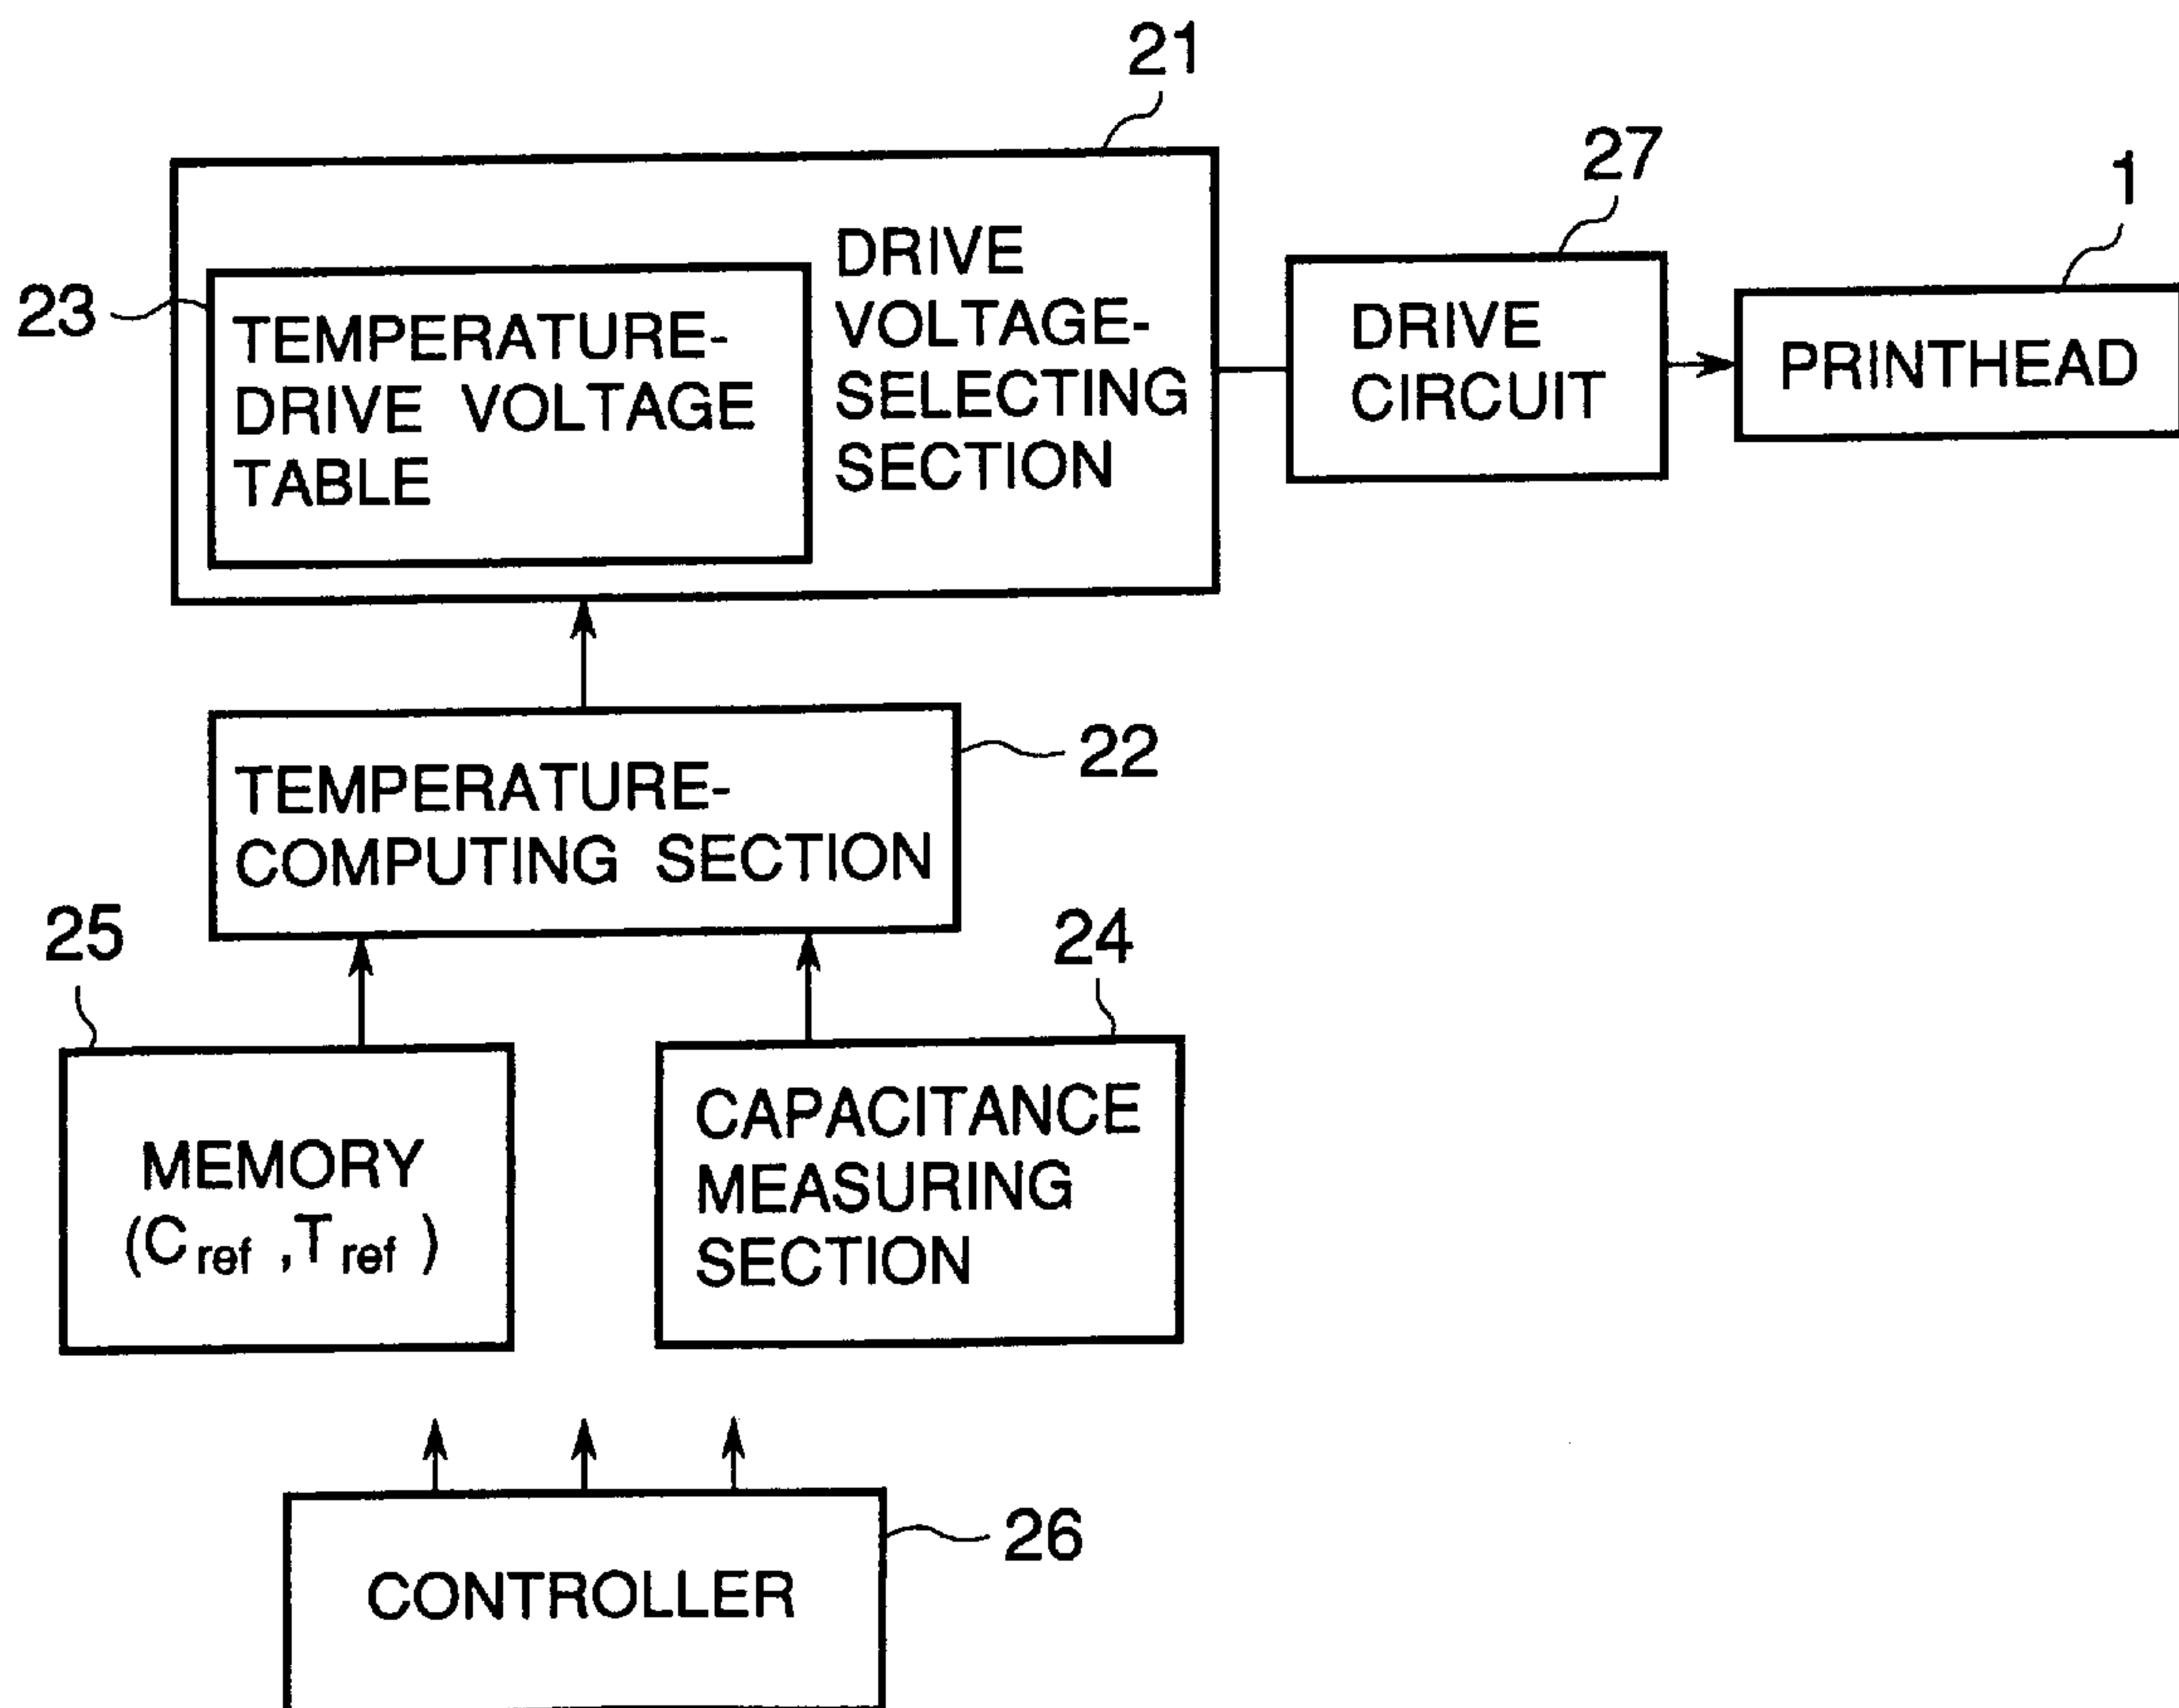 21
27
1
23
TEMPERATURE-
DRIVE VOLTAGE
TABLE
DRIVE
VOLTAGE-
SELECTING
SECTION
DRIVE
CIRCUIT
PRINTHEAD
22
TEMPERATURE-
COMPUTING SECTION
25
24
MEMORY
(Cref ,Tref )
CAPACITANCE
MEASURING
SECTION
26
CONTROLLER